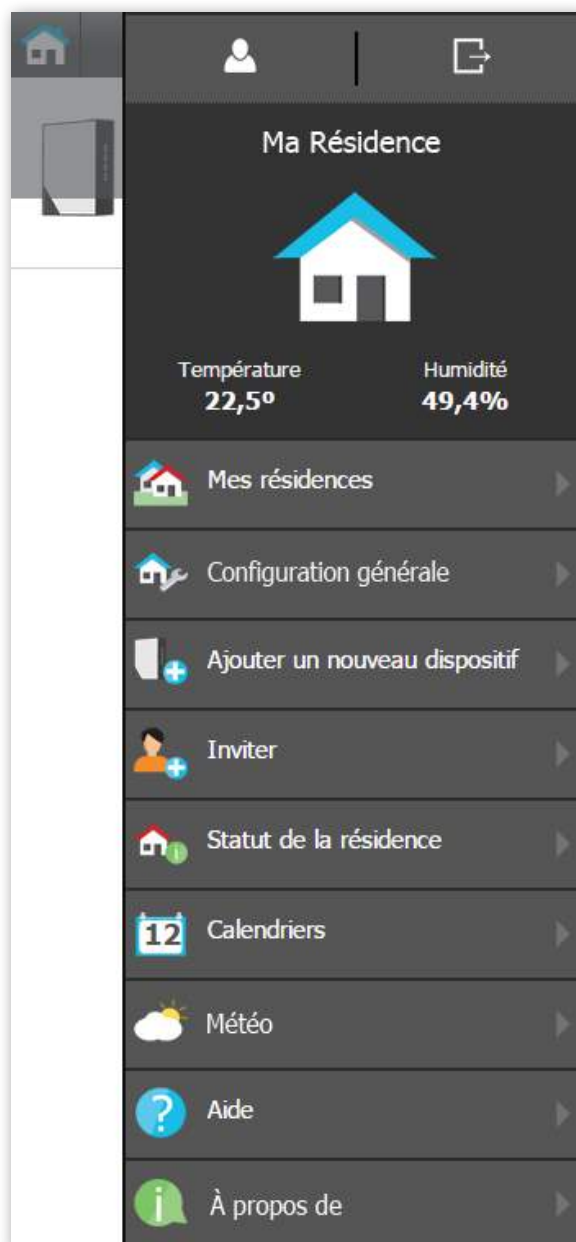 Ma Résidence
Température Humidité
22,5º 49,4%
Mes résidences
Configuration générale
Ajouter un nouveau dispositif
Inviter
Statut de la résidence
12 Calendriers
Météo
? Aide
i À propos de